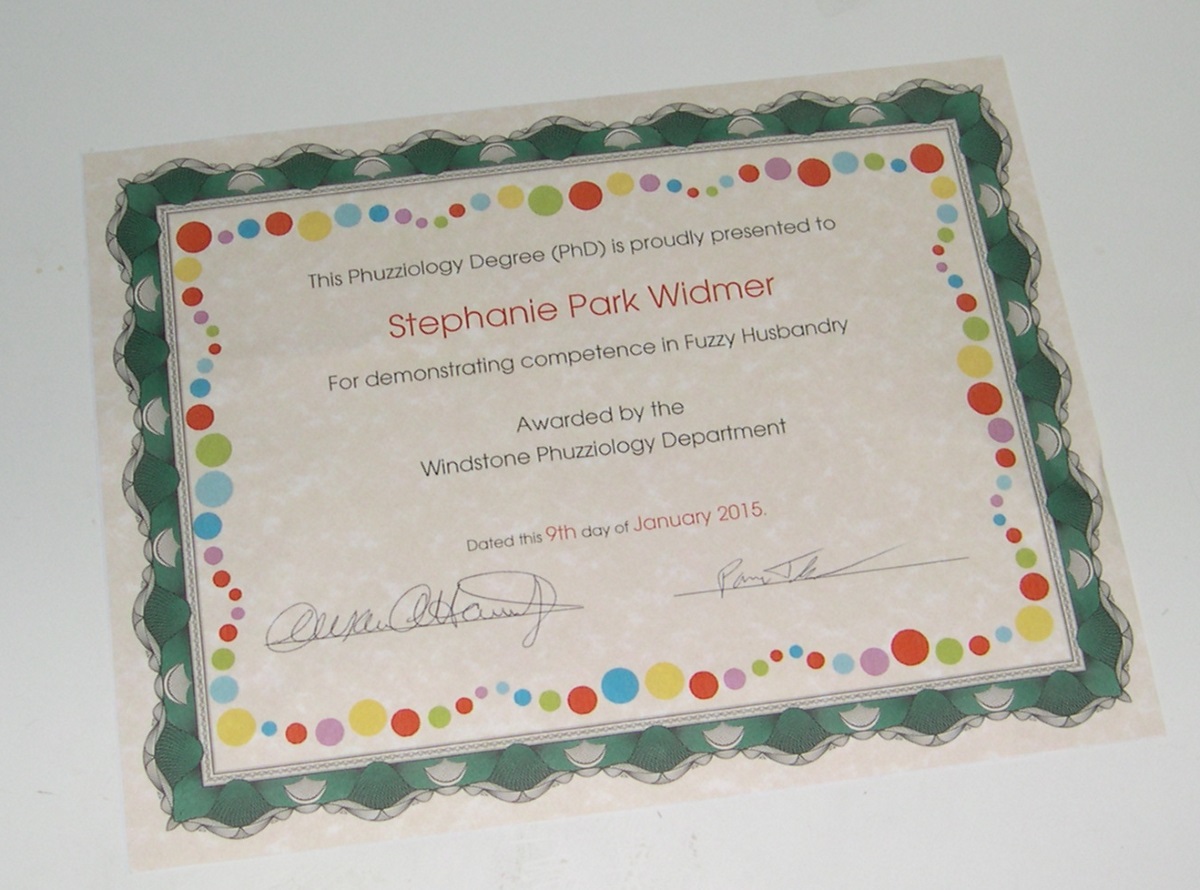 This Phuzziology Degree (PhD) is proudly presented to
Stephanie Park Widmer
For demonstrating competence in Fuzzy Husbandry
Awarded by the
Windstone Phuzziology Department
Dated this 9th day of January 2015.